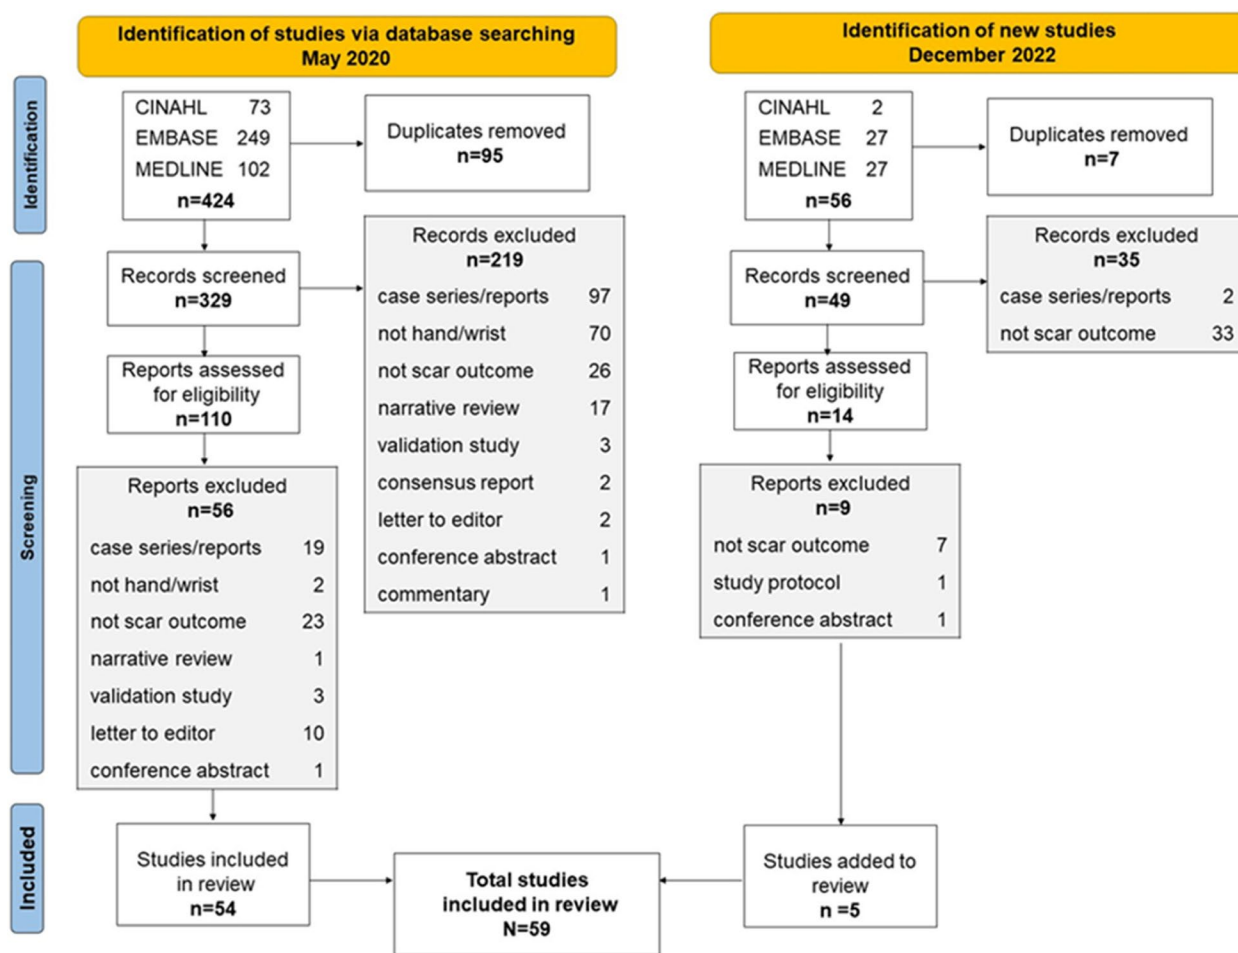 Identification of studies via database searching
May 2020
Identification
CINAHL 73
EMBASE 249
MEDLINE 102
n=424
Duplicates removed
n=95
Screening
Records screened
n=329
Records excluded
n=219
case series/reports 97
not hand/wrist 70
not scar outcome 26
narrative review 17
validation study 3
consensus report 2
letter to editor 2
conference abstract 1
commentary 1
Reports assessed
for eligibility
n=110
Reports excluded
n=56
case series/reports 19
not hand/wrist 2
not scar outcome 23
narrative review 1
validation study 3
letter to editor 10
conference abstract 1
Included
Studies included
in review
n=54
Identification of new studies
December 2022
CINAHL 2
EMBASE 27
MEDLINE 27
n=56
Duplicates removed
n=7
Records screened
n=49
Records excluded
n=35
case series/reports 2
not scar outcome 33
Reports assessed
for eligibility
n=14
Reports excluded
n=9
not scar outcome 7
study protocol 1
conference abstract 1
Studies added to
review
n =5
Total studies
included in review
N=59